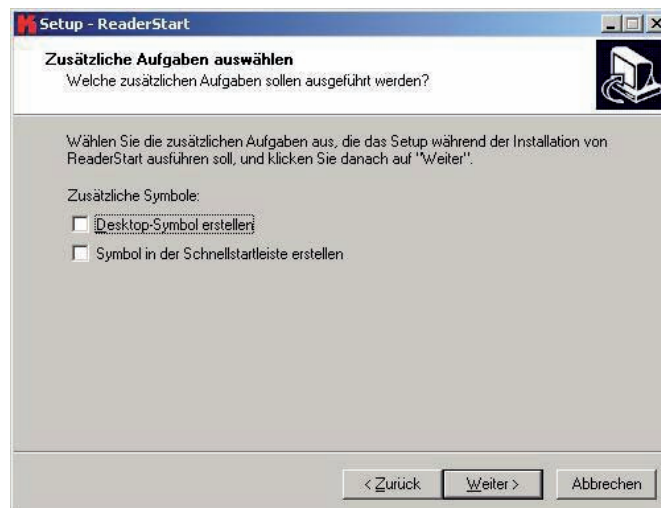 Setup - ReaderStart
Zusätzliche Aufgaben auswählen
Welche zusätzlichen Aufgaben sollen ausgeführt werden?
Wählen Sie die zusätzlichen Aufgaben aus, die das Setup während der Installation von
ReaderStart ausführen soll, und klicken Sie danach auf "Weiter".
Zusätzliche Symbole:
Desktop-Symbol erstellen
Symbol in der Schnellstartleiste erstellen
< Zurück
Weiter >
Abbrechen